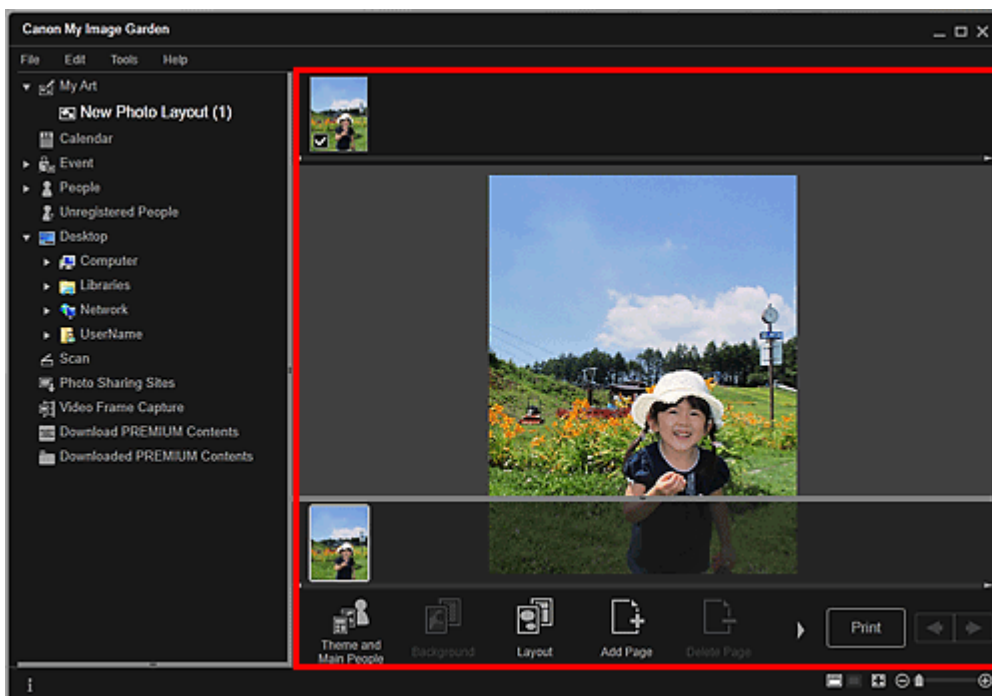 Canon My Image Garden
File Edit Tools Help
My Art
New Photo Layout (1)
Calendar
Event
People
Unregistered People
Desktop
Computer
Libraries
Network
UserName
Scan
Photo Sharing Sites
Video Frame Capture
Download PREMIUM Contents
Downloaded PREMIUM Contents
Theme and
Main People
Background
Layout
Add Page
Delete Page
Print